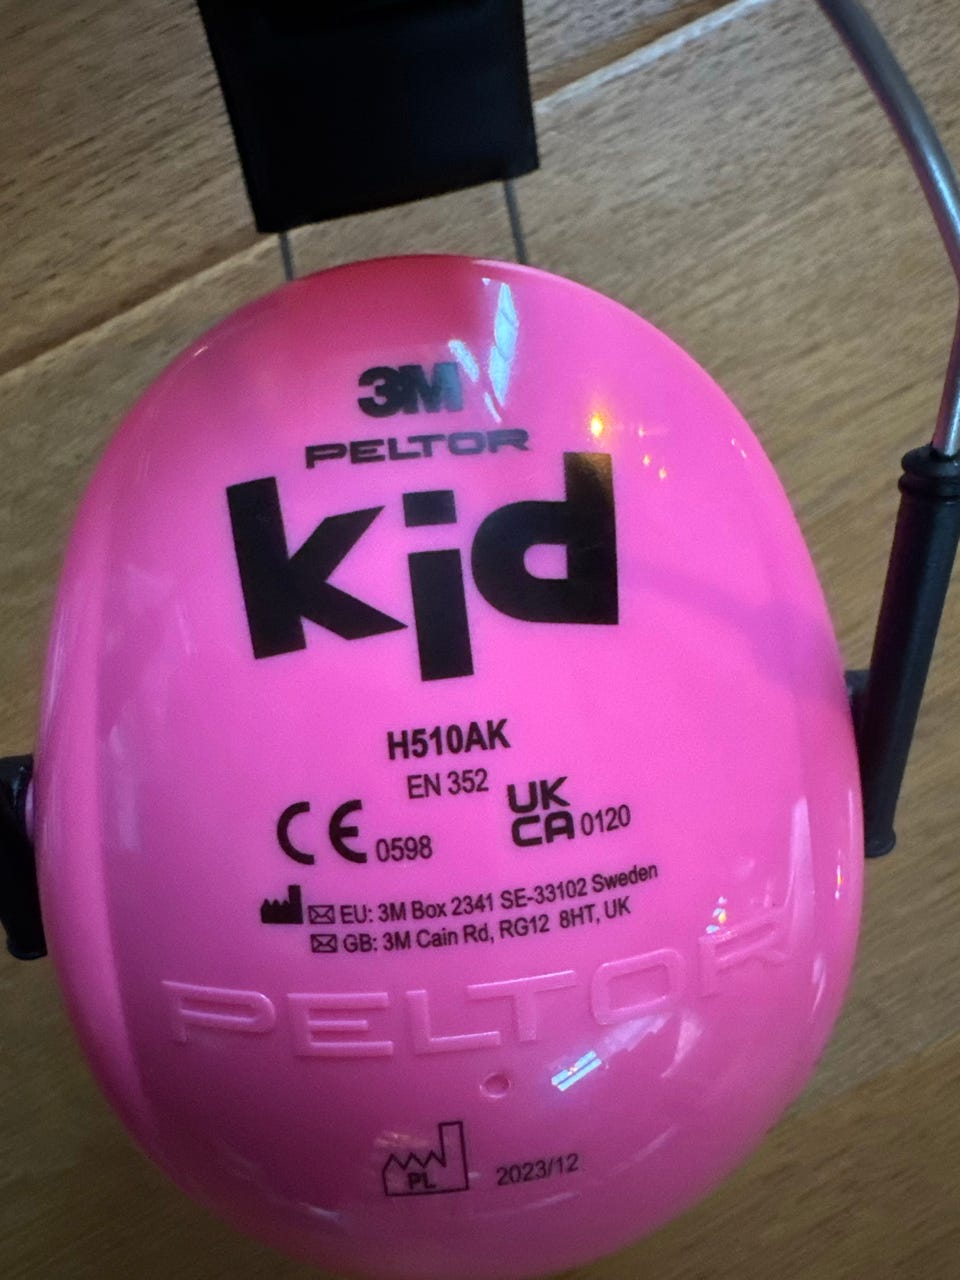 3M
PELTOR
kid
H510AK
EN 352
CE 0598 UK CA 0120
EU: 3M Box 2341 SE-33102 Sweden
GB: 3M Cain Rd, RG12 8HT, UK
PELTOR
PL 2023/12